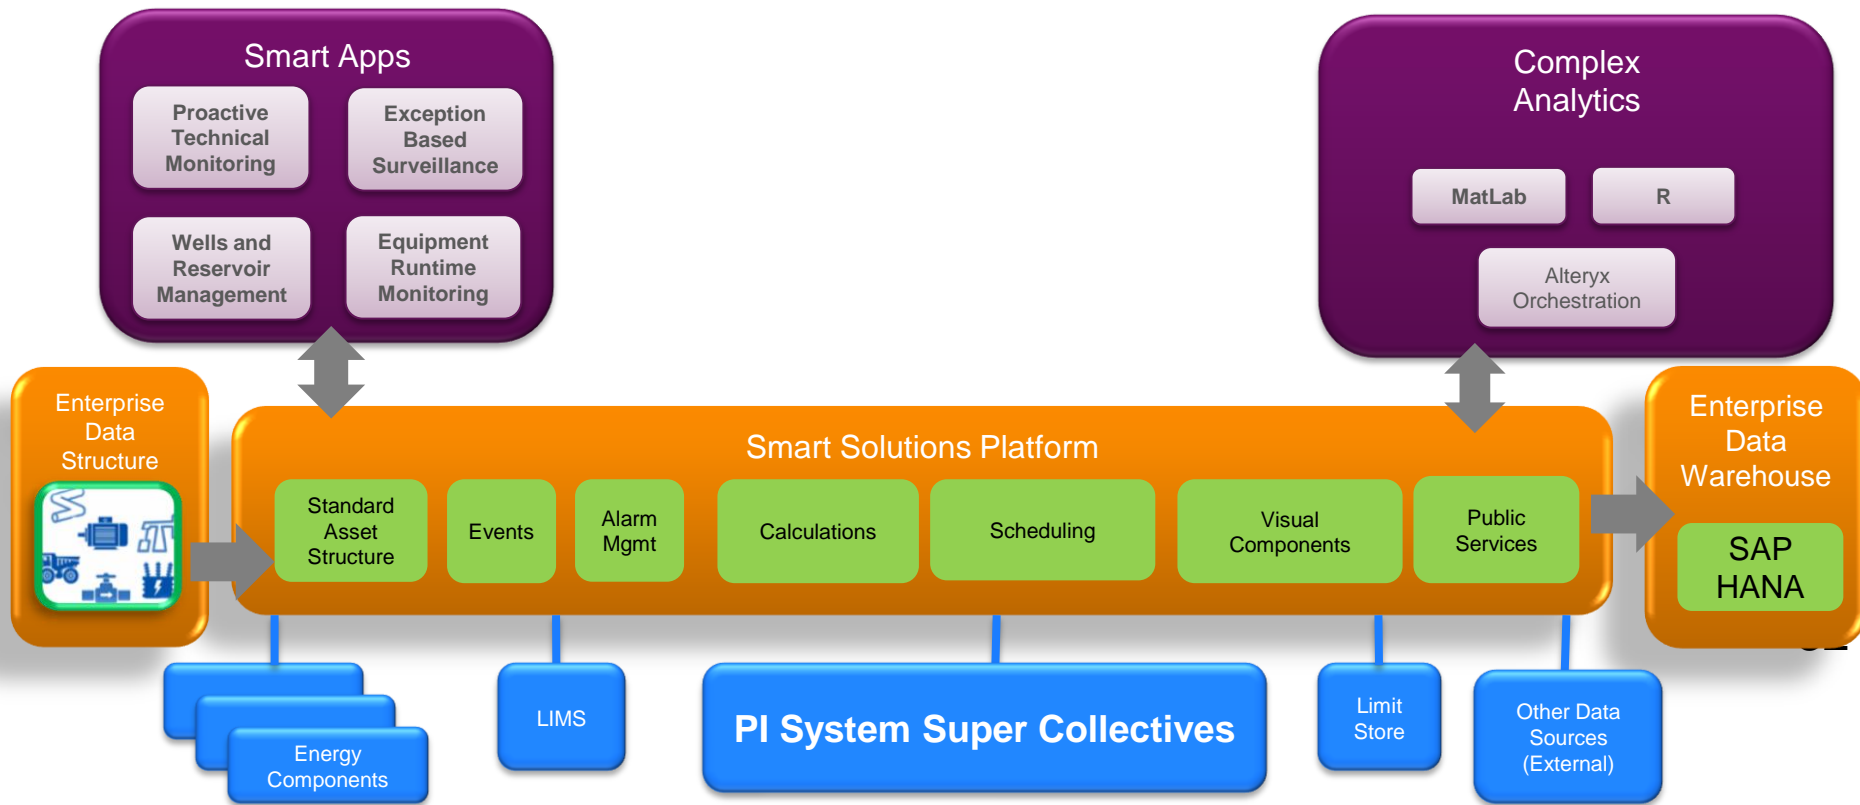 Smart Apps
Proactive
Technical
Monitoring
Exception
Based
Surveillance
Wells and
Reservoir
Management
Equipment
Runtime
Monitoring
Complex
Analytics
MatLab
R
Alteryx
Orchestration
Enterprise
Data
Structure
Smart Solutions Platform
Standard
Asset
Structure
Events
Alarm
Mgmt
Calculations
Scheduling
Visual
Components
Public
Services
Enterprise
Data
Warehouse
SAP
HANA
Energy
Components
LIMS
PI System Super Collectives
Limit
Store
Other Data
Sources
(External)